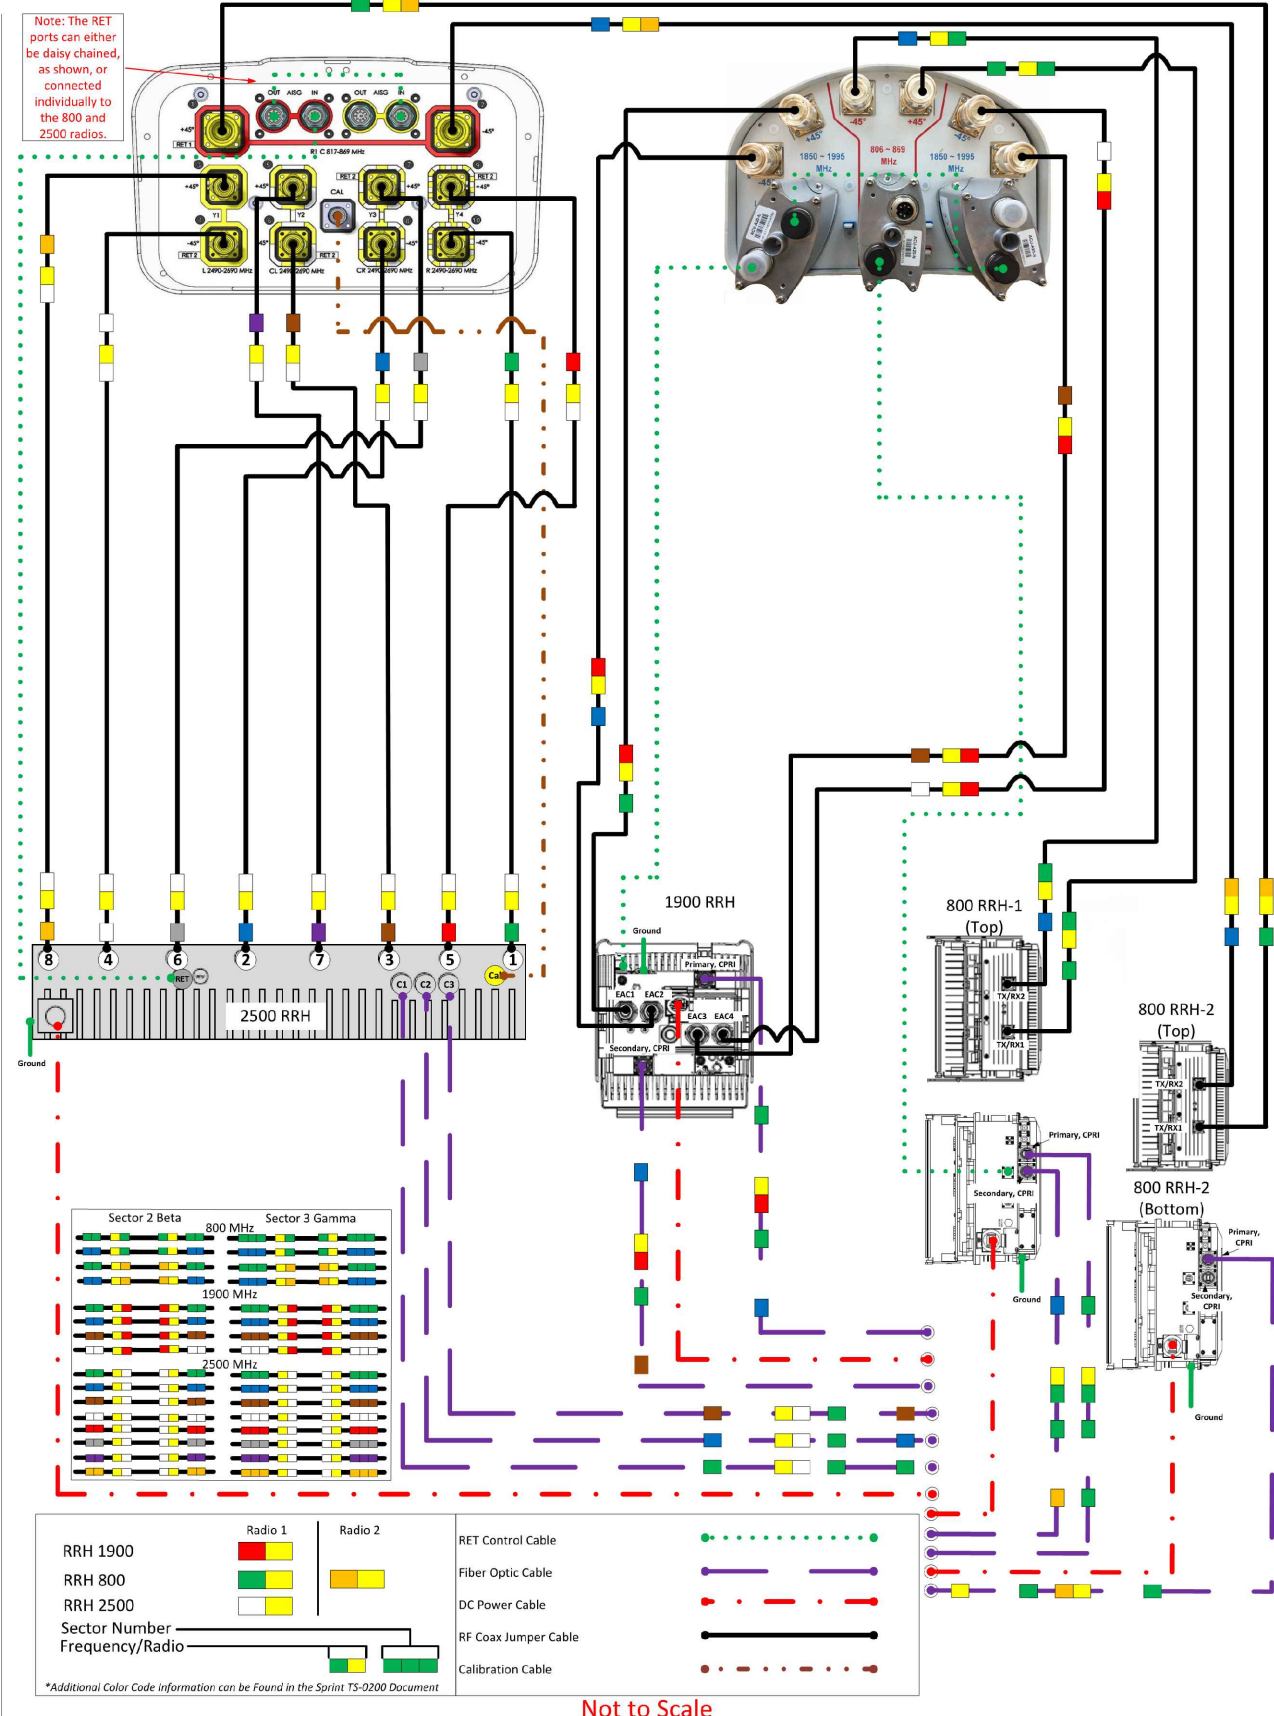 Note: The RET
ports can either
be daisy chained,
as shown, or
connected
individually to
the 800 and
2500 radios.
OUT AISG IN
OUT AISG IN
+45°
RET 1
-45°
R1 C 817-869 MHz
RET 2
RET 2
+45°
+45°
CAL
+45°
+45°
Y1
Y2
Y3
Y4
-45°
-45°
-45°
-45°
RET 2
RET 2
L 2490-2690 MHz
CL 2490-2690 MHz
CR 2490-2690 MHz
R 2490-2690 MHz
-45°
+45°
+45°
-45°
-45°
1850 ~ 1995
MHz
806 ~ 869
MHz
1850 ~ 1995
MHz
8
4
6
2
7
3
5
1
RET
C1
C2
C3
Cal
2500 RRH
Ground
1900 RRH
Ground
Primary, CPRI
EAC1
EAC2
EAC3
EAC4
Secondary, CPRI
800 RRH-1
(Top)
TX/RX2
TX/RX1
800 RRH-2
(Top)
TX/RX2
TX/RX1
Primary, CPRI
Secondary, CPRI
Ground
800 RRH-2
(Bottom)
Primary,
CPRI
Secondary,
CPRI
Ground
Sector 2 Beta
Sector 3 Gamma
800 MHz
1900 MHz
2500 MHz
Radio 1
Radio 2
RRH 1900
RRH 800
RRH 2500
Sector Number
Frequency/Radio
*Additional Color Code information can be Found in the Sprint TS-0200 Document
RET Control Cable
Fiber Optic Cable
DC Power Cable
RF Coax Jumper Cable
Calibration Cable
Not to Scale